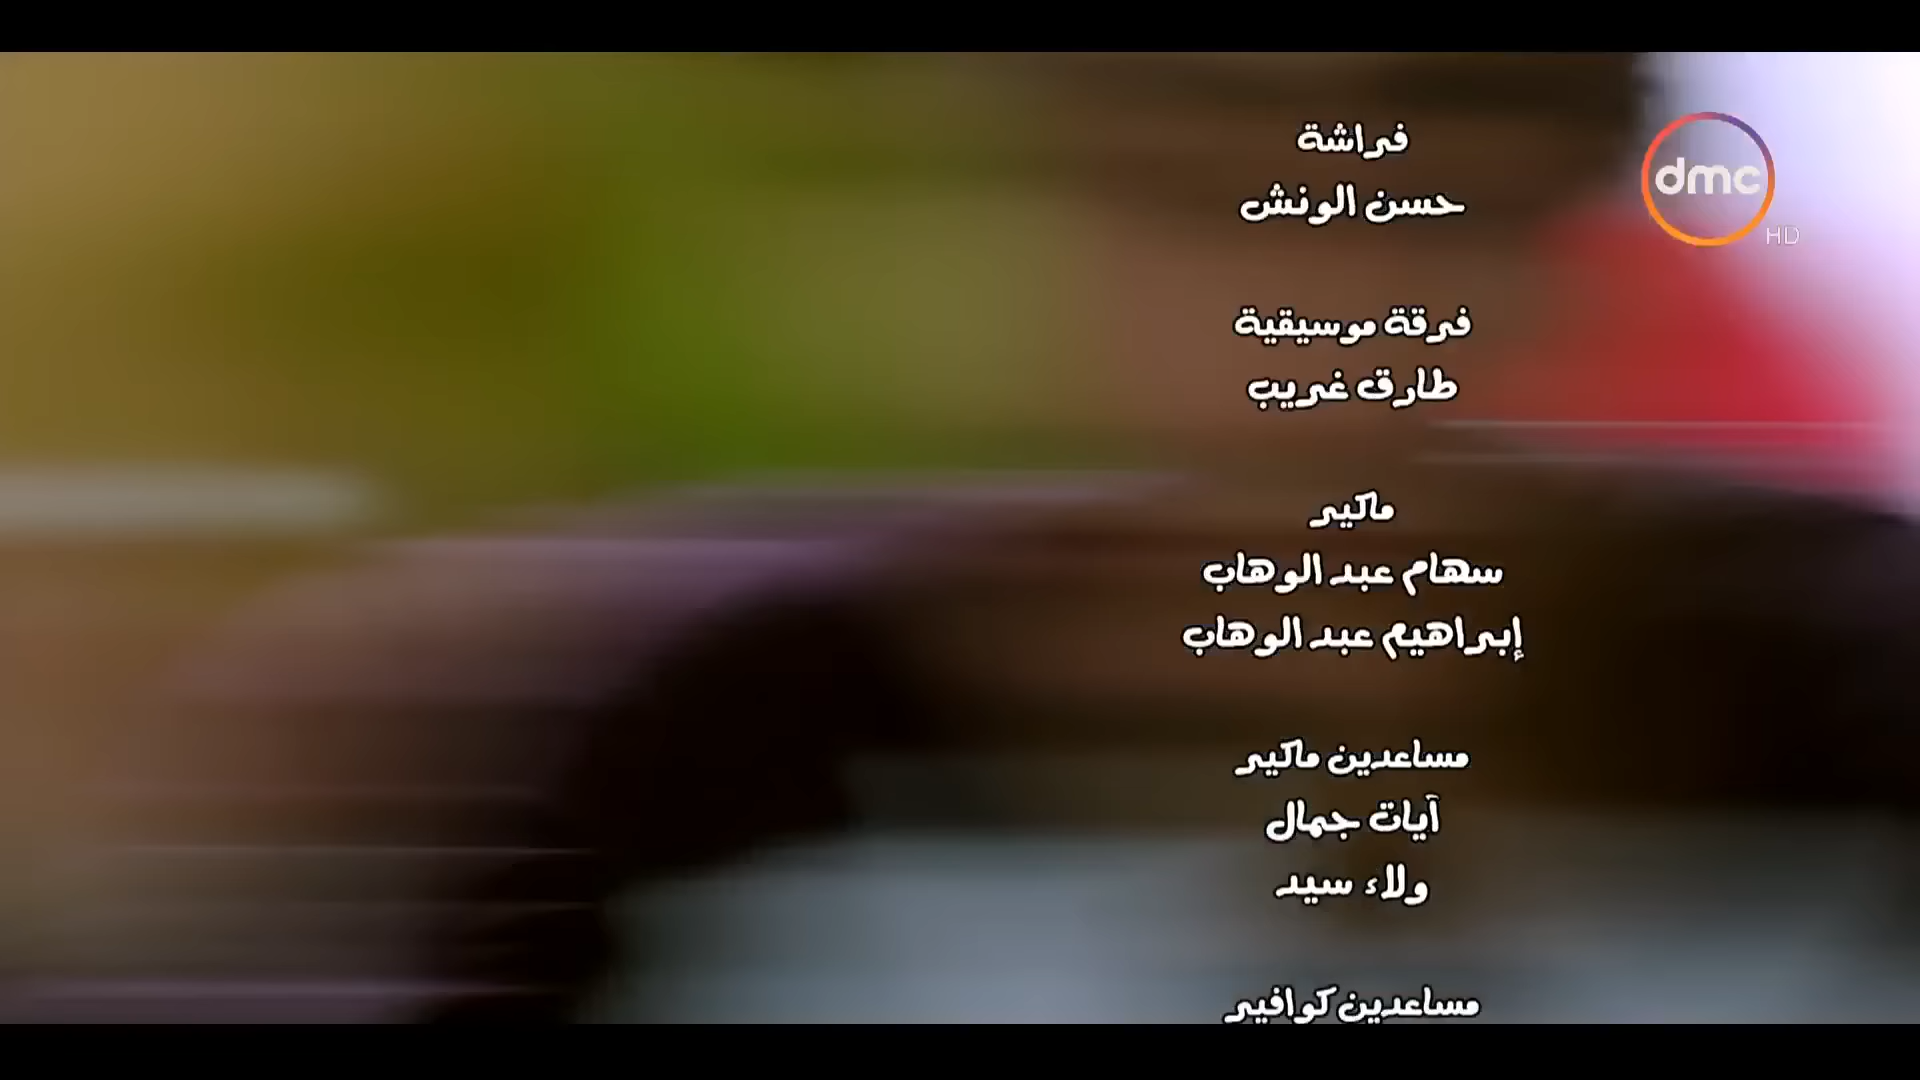 dmc
HD
فراشة
حسن الونش
فرقة موسيقية
طارق غريب
ماكير
سهام عبد الوهاب
إبراهيم عبد الوهاب
مساعدين ماكير
آيات جمال
ولاء سيد
مساعدين كوافير